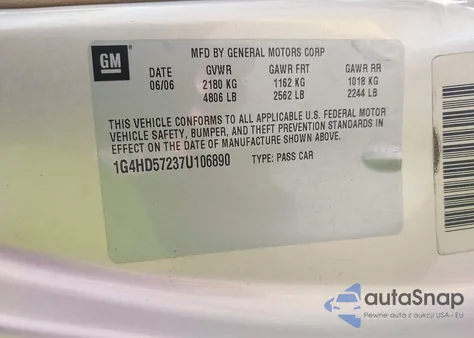 GM
MFD BY GENERAL MOTORS CORP
DATE GVWR GAWR FRT GAWR RR
06/06 2180 KG 1162 KG 1018 KG
4806 LB 2562 LB 2244 LB
THIS VEHICLE CONFORMS TO ALL APPLICABLE U.S. FEDERAL MOTOR
VEHICLE SAFETY, BUMPER, AND THEFT PREVENTION STANDARDS IN
EFFECT ON THE DATE OF MANUFACTURE SHOWN ABOVE.
1G4HD57237U106890 TYPE: PASS CAR
autoSnap
Pewne auto z aukcji USA - EU